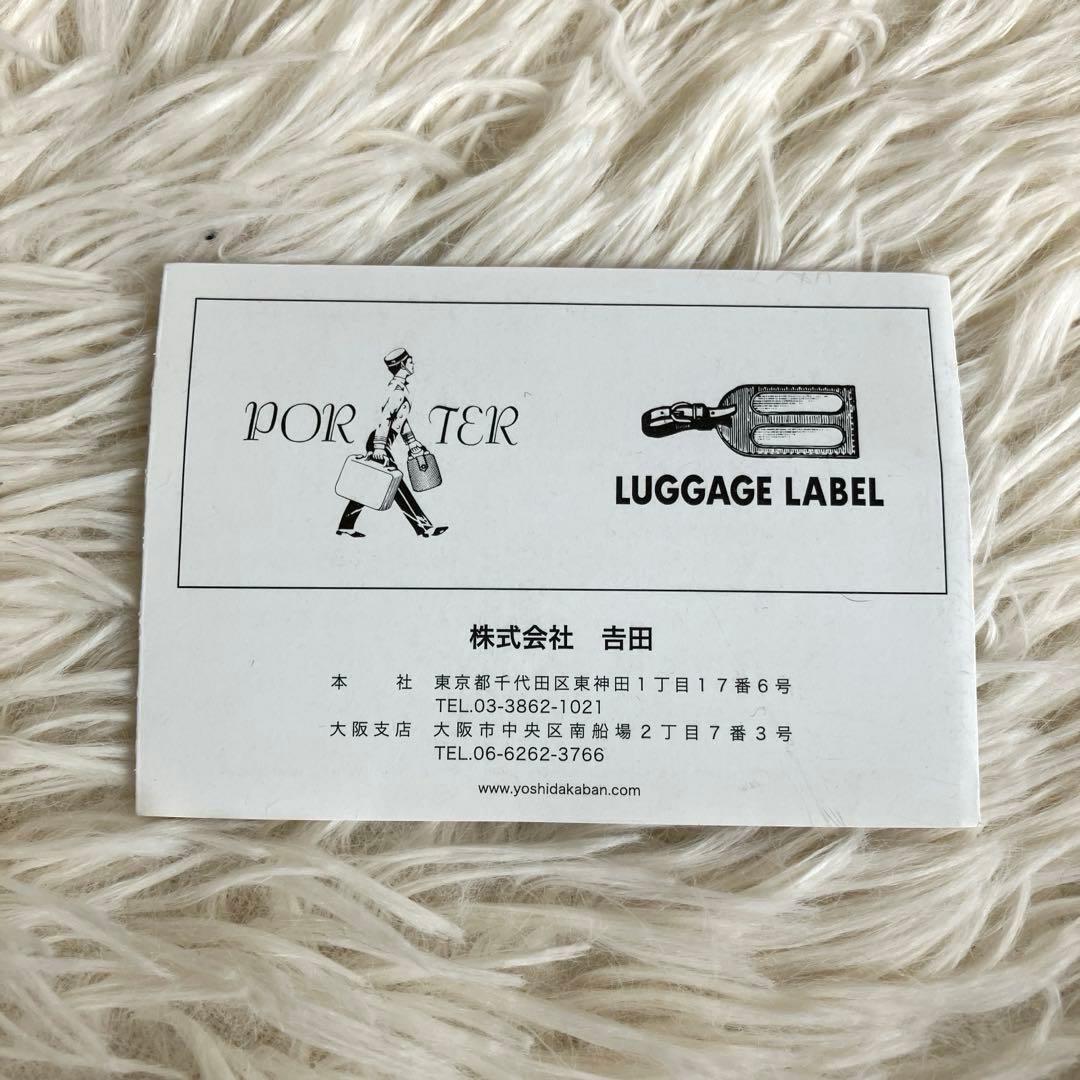 PORTER
LUGGAGE LABEL
株式会社 𠮷田
本 社 東京都千代田区東神田1丁目17番6号
TEL.03-3862-1021
大阪支店 大阪市中央区南船場2丁目7番3号
TEL.06-6262-3766
www.yoshidakaban.com